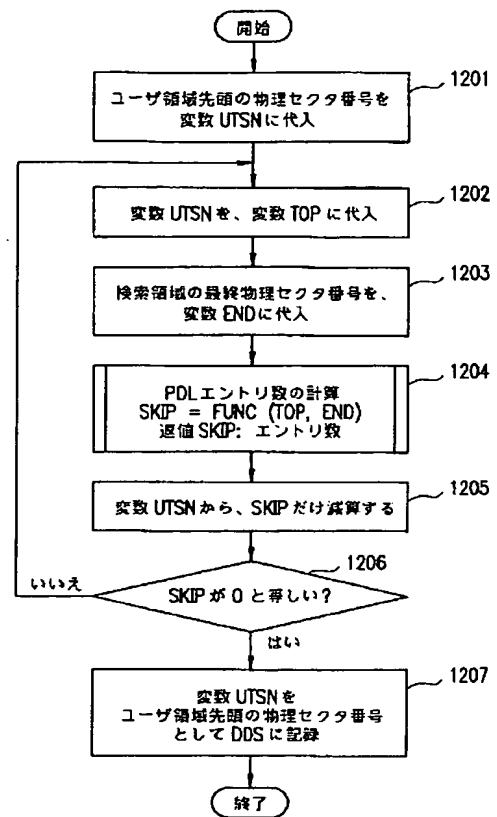 開始
1201
ユーザ領域先頭の物理セクタ番号を
変数 UTSN に代入
1202
変数 UTSN を、変数 TOP に代入
1203
検索領域の最終物理セクタ番号を、
変数 END に代入
1204
PDL エントリ数の計算
SKIP = FUNC (TOP, END)
返値 SKIP: エントリ数
1205
変数 UTSN から、SKIP だけ減算する
1206
いいえ
SKIP が 0 と等しい?
はい
1207
変数 UTSN を
ユーザ領域先頭の物理セクタ番号
として DDS に記録
終了